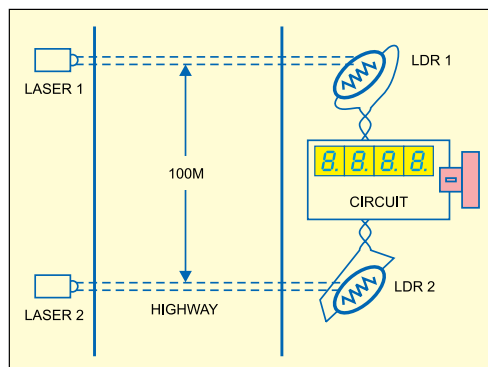 LASER 1
LDR 1
100M
8.8.8.8.
CIRCUIT
LASER 2
HIGHWAY
LDR 2